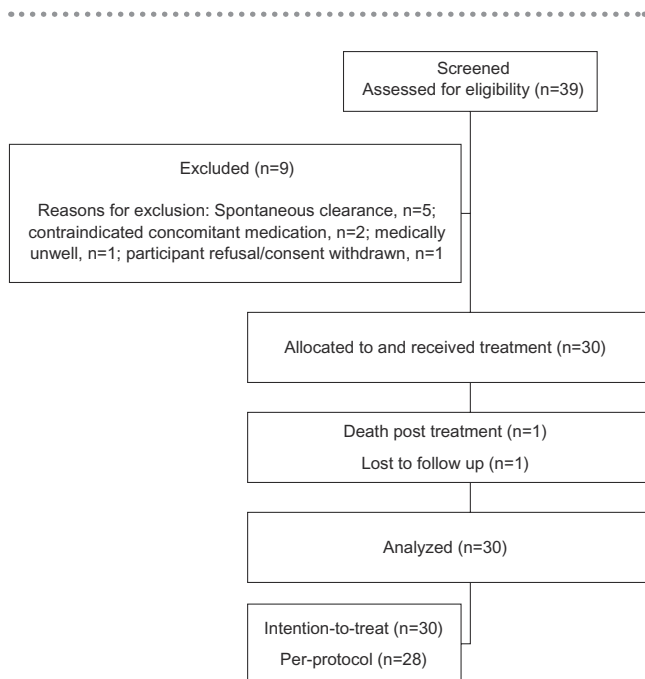 Screened
Assessed for eligibility (n=39)
Excluded (n=9)
Reasons for exclusion: Spontaneous clearance, n=5;
contraindicated concomitant medication, n=2; medically
unwell, n=1; participant refusal/consent withdrawn, n=1
Allocated to and received treatment (n=30)
Death post treatment (n=1)
Lost to follow up (n=1)
Analyzed (n=30)
Intention-to-treat (n=30)
Per-protocol (n=28)